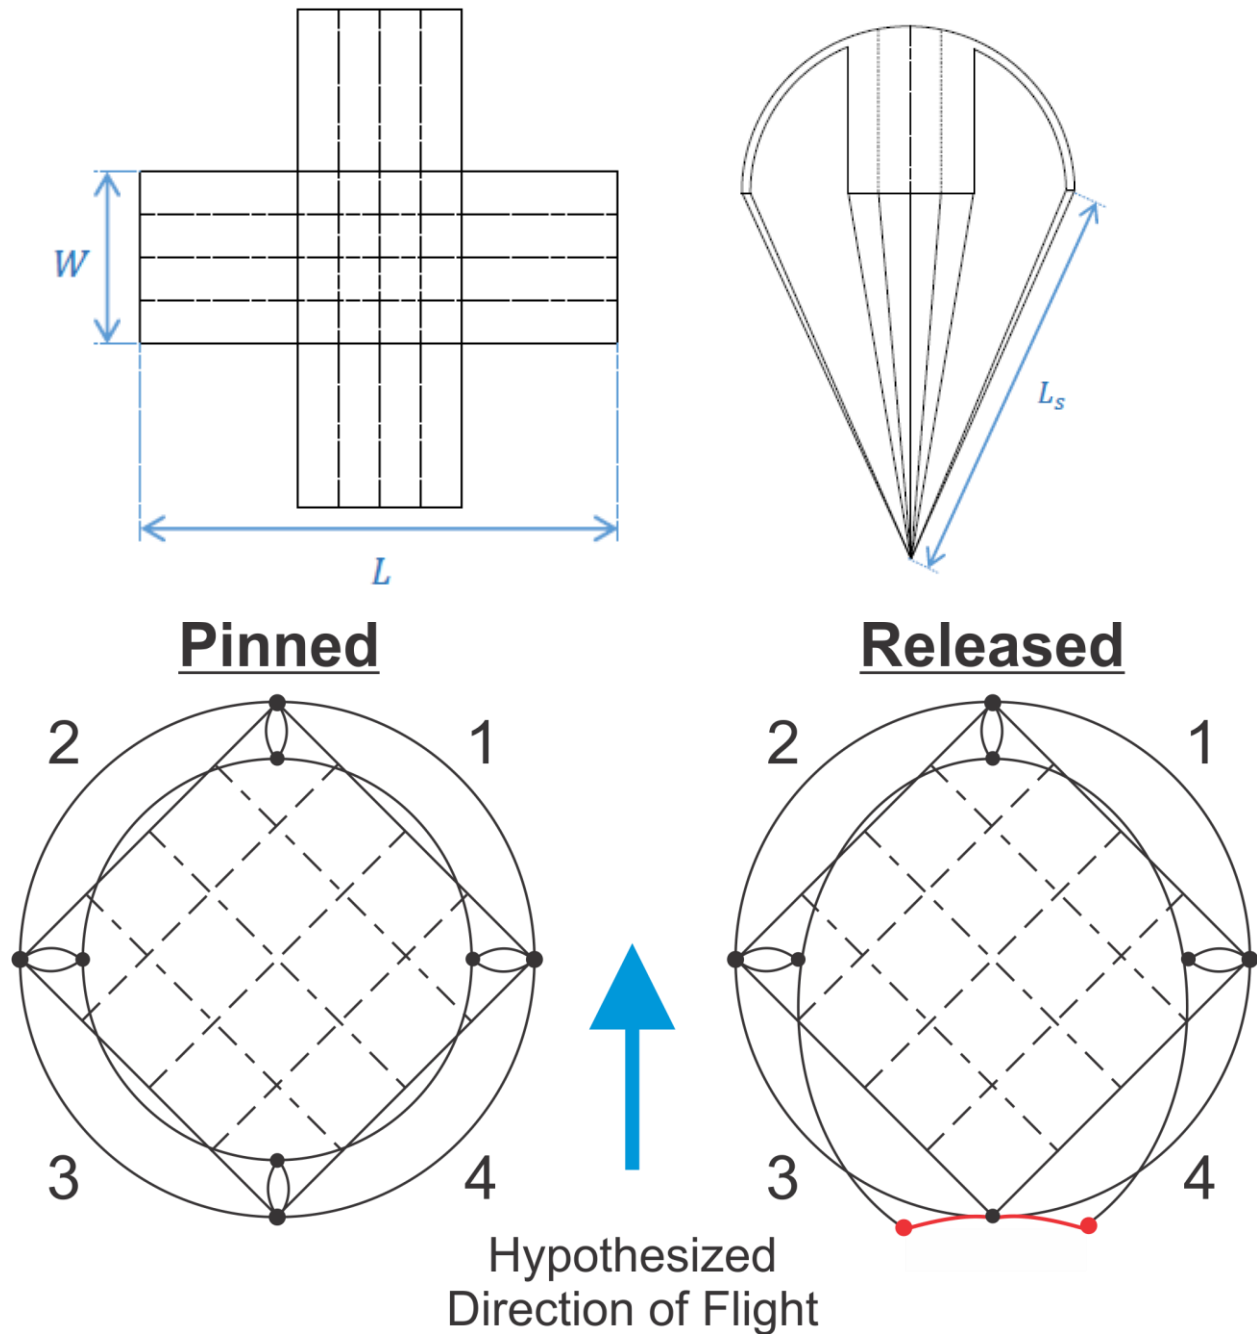 W
L
Ls
Pinned
Released
2
1
2
1
3
4
3
4
Hypothesized
Direction of Flight